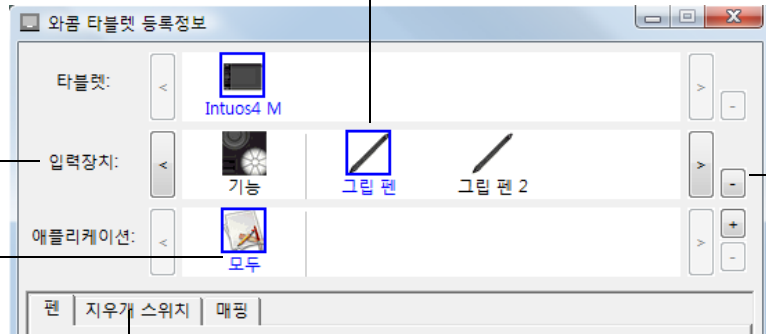 와콤 타블렛 등록정보
타블렛:
<
Intuos4 M
>
-
입력장치:
<
기능
그립 펜
그립 펜 2
>
-
애플리케이션:
<
모두
>
+
-
펜
지우개 스위치
매핑